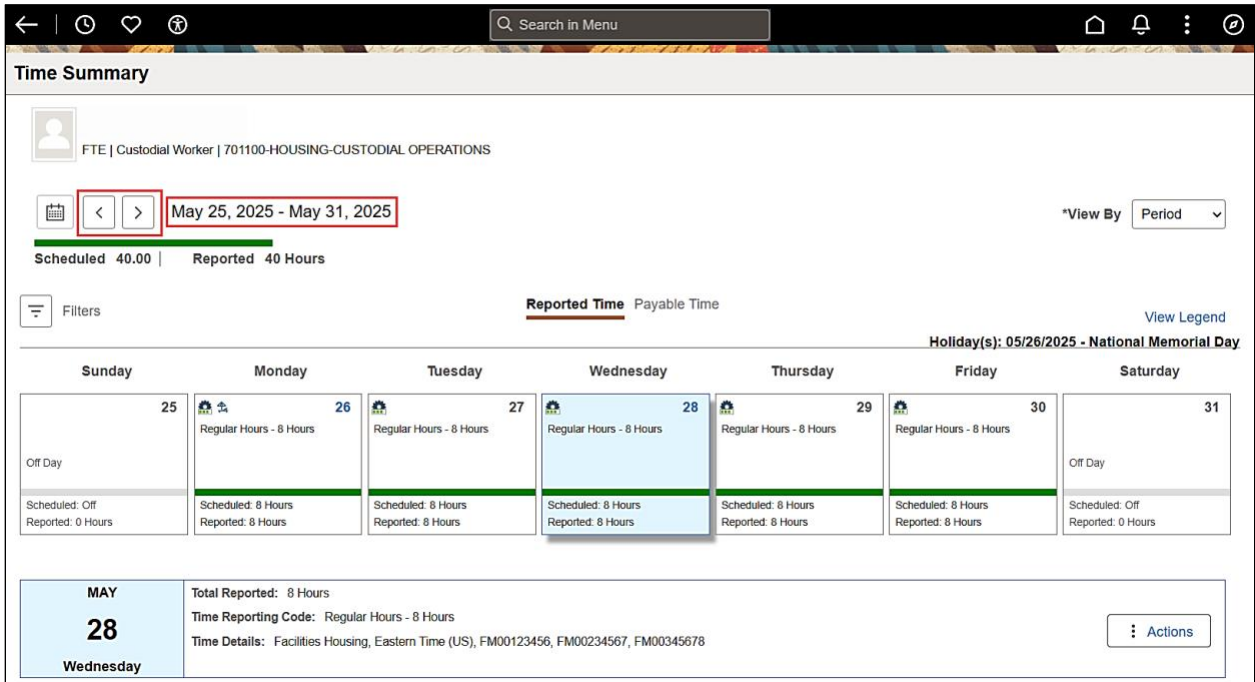 Search in Menu
Time Summary
FTE | Custodial Worker | 701100-HOUSING-CUSTODIAL OPERATIONS
May 25, 2025 - May 31, 2025
*View By Period
Scheduled 40.00 | Reported 40 Hours
Filters
Reported Time Payable Time
View Legend
Holiday(s): 05/26/2025 - National Memorial Day
Sunday Monday Tuesday Wednesday Thursday Friday Saturday
25 26 27 28 29 30 31
Regular Hours - 8 Hours Regular Hours - 8 Hours Regular Hours - 8 Hours Regular Hours - 8 Hours Regular Hours - 8 Hours
Off Day Off Day
Scheduled: Off Scheduled: 8 Hours Scheduled: 8 Hours Scheduled: 8 Hours Scheduled: 8 Hours Scheduled: 8 Hours Scheduled: Off
Reported: 0 Hours Reported: 8 Hours Reported: 8 Hours Reported: 8 Hours Reported: 8 Hours Reported: 8 Hours Reported: 0 Hours
MAY
28
Wednesday
Total Reported: 8 Hours
Time Reporting Code: Regular Hours - 8 Hours
Time Details: Facilities Housing, Eastern Time (US), FM00123456, FM00234567, FM00345678
Actions